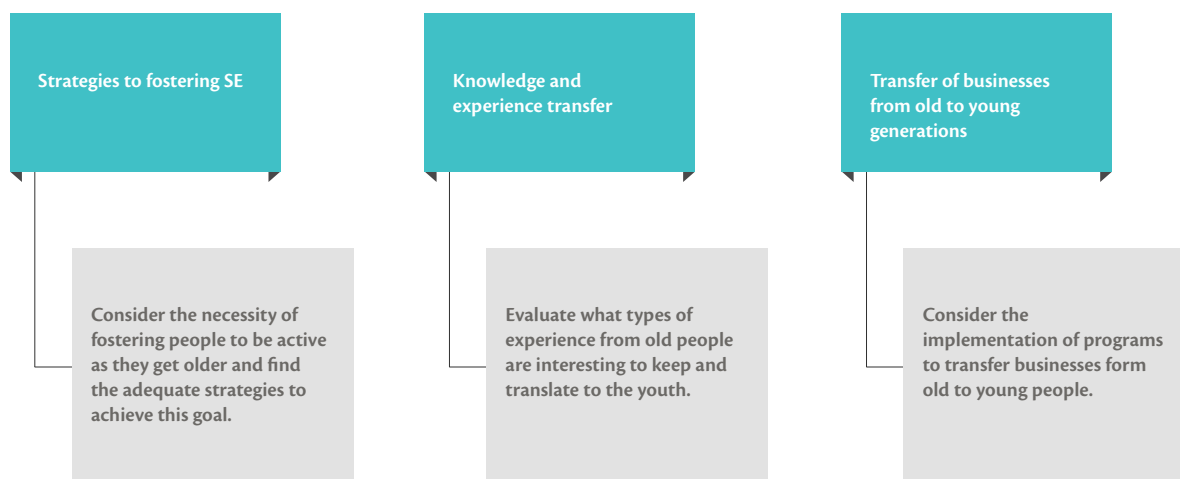 Strategies to fostering SE
Knowledge and
experience transfer
Transfer of businesses
from old to young
generations
Consider the necessity of
fostering people to be active
as they get older and find
the adequate strategies to
achieve this goal.
Evaluate what types of
experience from old people
are interesting to keep and
translate to the youth.
Consider the
implementation of programs
to transfer businesses form
old to young people.